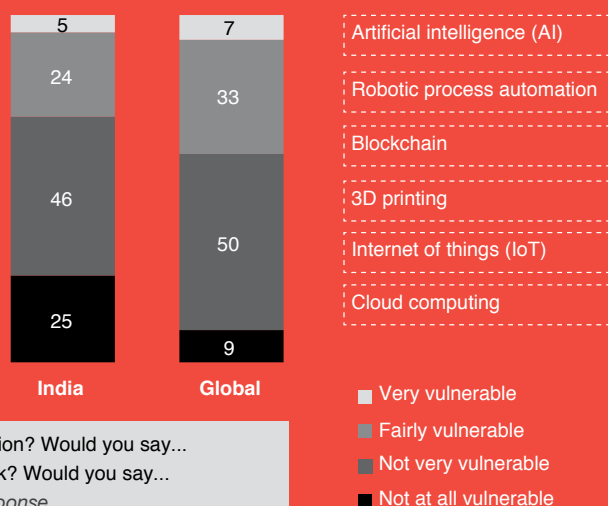 5
24
46
25
India
7
33
50
9
Global
Artificial intelligence (AI)
Robotic process automation
Blockchain
3D printing
Internet of things (IoT)
Cloud computing
Very vulnerable
Fairly vulnerable
Not very vulnerable
Not at all vulnerable
Would you say...
Would you say...